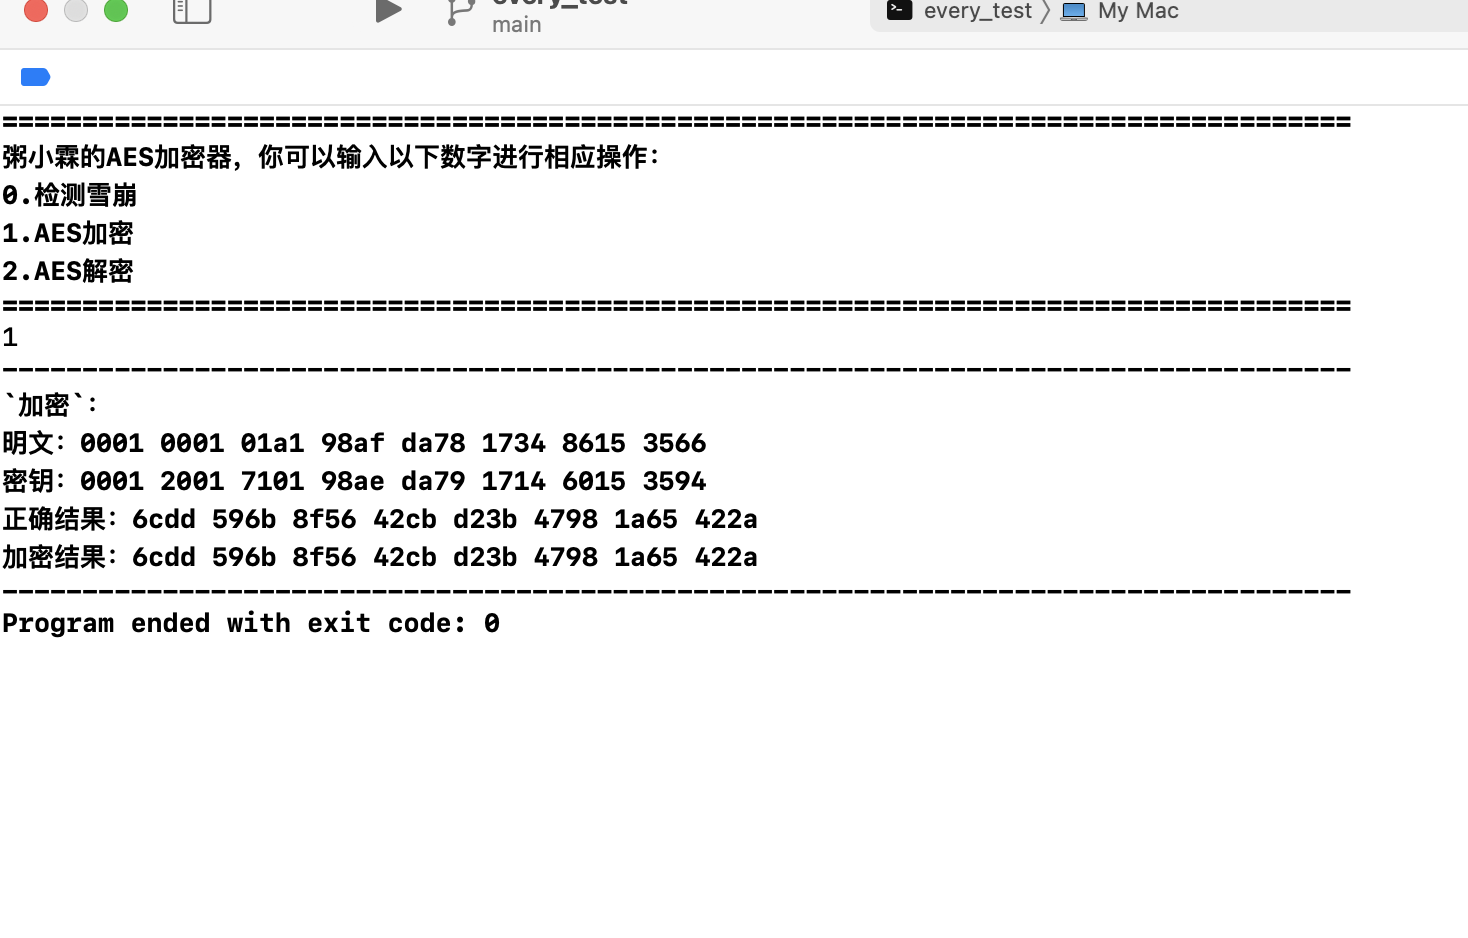 every_test
main
every_test 〉 My Mac
================================================================================
粥小霖的AES加密器，你可以输入以下数字进行相应操作：
0.检测雪崩
1.AES加密
2.AES解密
================================================================================
1
--------------------------------------------------------------------------------
`加密`：
明文：0001 0001 01a1 98af da78 1734 8615 3566
密钥：0001 2001 7101 98ae da79 1714 6015 3594
正确结果：6cdd 596b 8f56 42cb d23b 4798 1a65 422a
加密结果：6cdd 596b 8f56 42cb d23b 4798 1a65 422a
--------------------------------------------------------------------------------
Program ended with exit code: 0